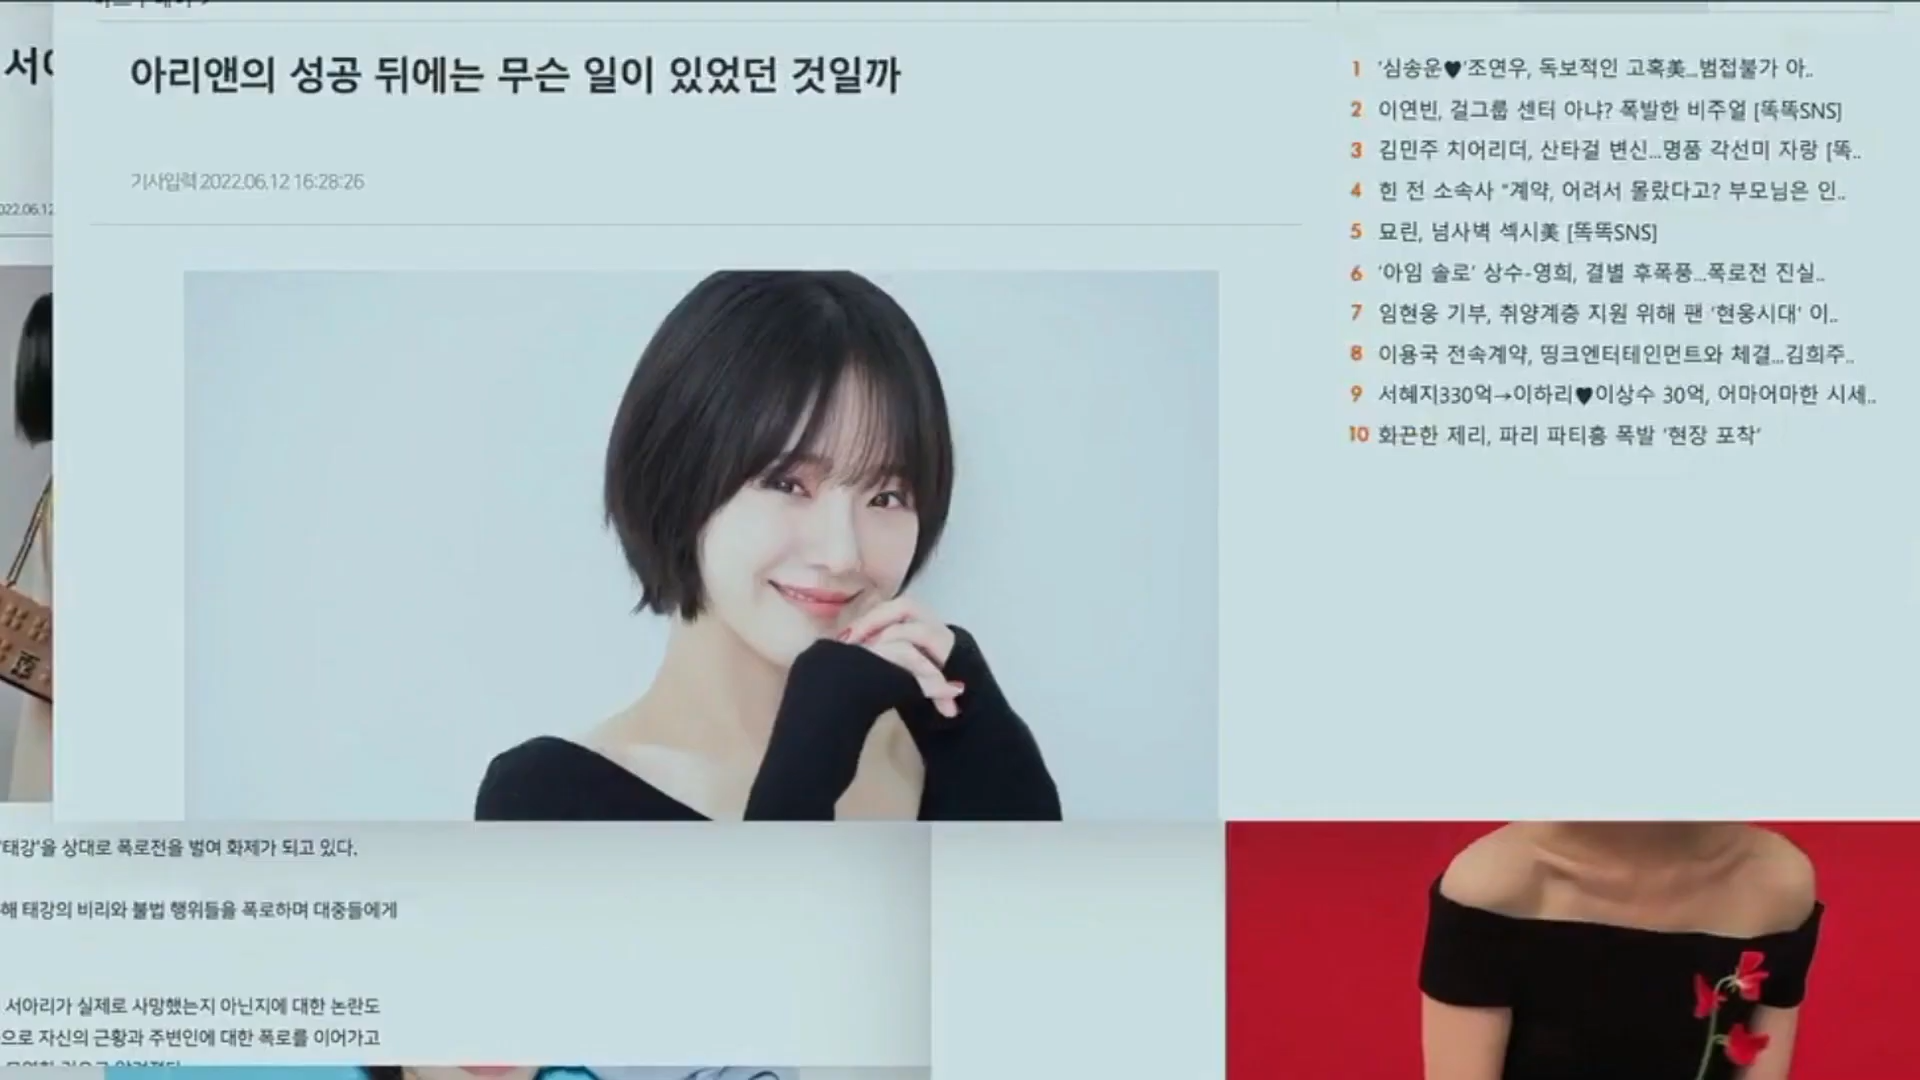 서아
아리앤의 성공 뒤에는 무슨 일이 있었던 것일까
기사입력 2022.06.12 16:28:26
022.06.12
1 '심송운♥'조연우, 독보적인 고혹美...범접불가 아..
2 이연빈, 걸그룹 센터 아냐? 폭발한 비주얼 [똑똑SNS]
3 김민주 치어리더, 산타걸 변신...명품 각선미 자랑 [똑..
4 힌 전 소속사 "계약, 어려서 몰랐다고? 부모님은 인..
5 묘린, 넘사벽 섹시美 [똑똑SNS]
6 '아임 솔로' 상수-영희, 결별 후폭풍...폭로전 진실..
7 임현웅 기부, 취양계층 지원 위해 팬 '현웅시대' 이..
8 이용국 전속계약, 띵크엔터테인먼트와 체결...김희주..
9 서혜지330억→이하리♥이상수 30억, 어마어마한 시세..
10 화끈한 제리, 파리 파티흥 폭발 '현장 포착'
'태강'을 상대로 폭로전을 벌여 화제가 되고 있다.
해 태강의 비리와 불법 행위들을 폭로하며 대중들에게
서아리가 실제로 사망했는지 아닌지에 대한 논란도
으로 자신의 근황과 주변인에 대한 폭로를 이어가고